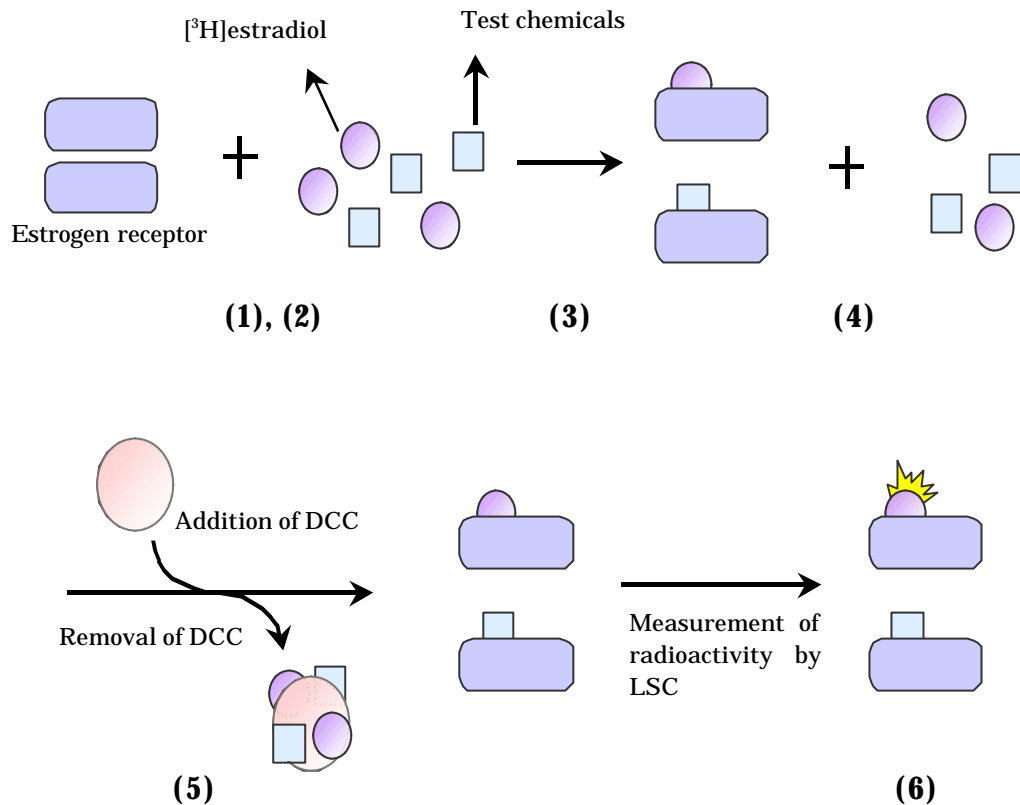 [³H]estradiol
Test chemicals
Estrogen receptor
(1), (2)
(3)
(4)
Addition of DCC
Removal of DCC
Measurement of
radioactivity by
LSC
(5)
(6)